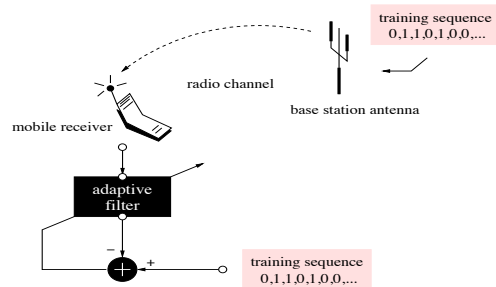 training sequence
0,1,1,0,1,0,0,...
radio channel
base station antenna
mobile receiver
adaptive
filter
− +
training sequence
0,1,1,0,1,0,0,...